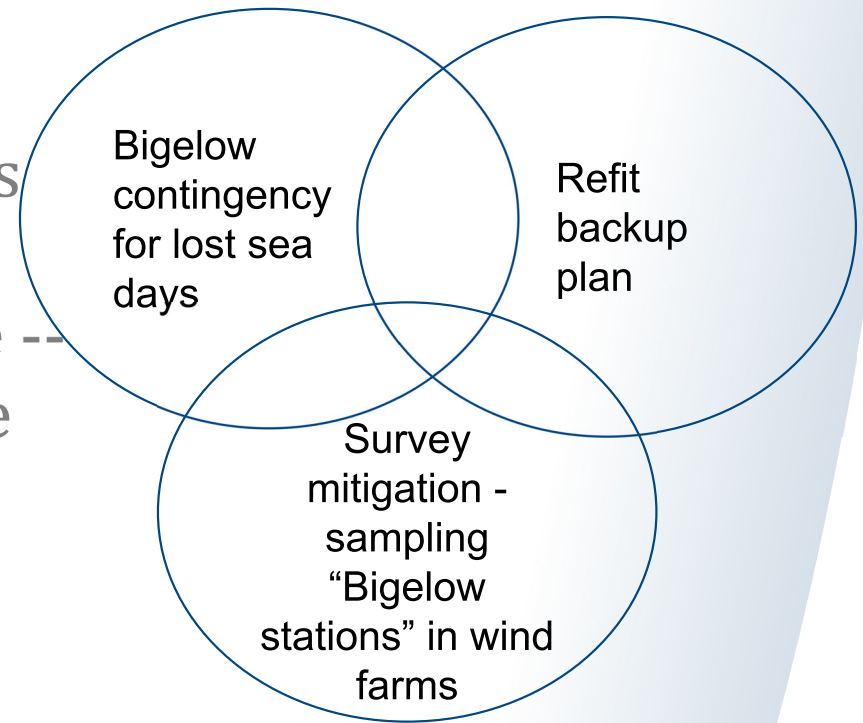 Bigelow
contingency
for lost sea
days
Refit
backup
plan
s
--
e
Survey
mitigation -
sampling
“Bigelow
stations” in wind
farms